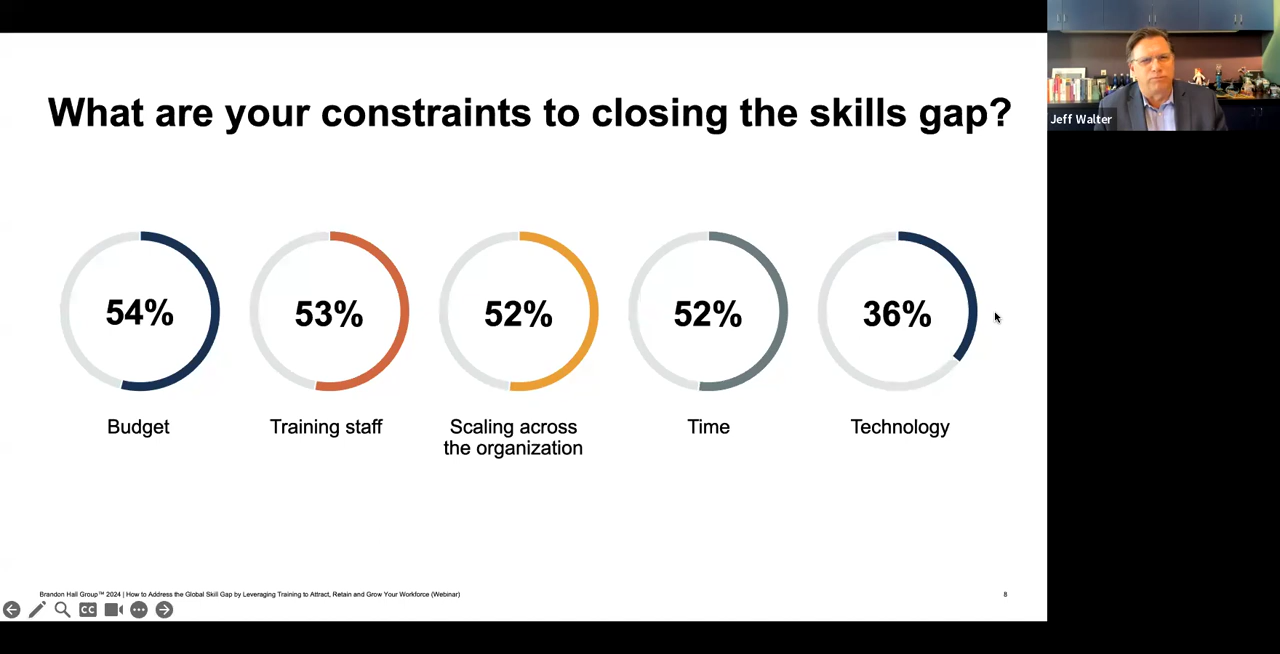 What are your constraints to closing the skills gap?
Jeff Walter
54%
53%
52%
52%
36%
Budget
Training staff
Scaling across
the organization
Time
Technology
Brandon Hall Group™ 2024 | How to Address the Global Skill Gap by Leveraging Training to Attract, Retain and Grow Your Workforce (Webinar)
8
CC